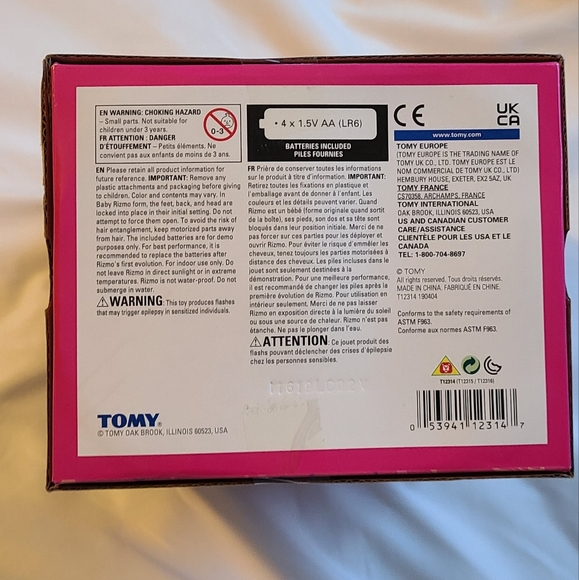 EN WARNING: CHOKING HAZARD
– Small parts. Not suitable for
children under 3 years.
FR ATTENTION : DANGER
D'ÉTOUFFEMENT – Petits éléments. Ne
convient pas aux enfants de moins de 3 ans.
0-3
EN Please retain all product information for
future reference. IMPORTANT: Remove any
plastic attachments and packaging before giving
to children. Color and contents may vary. In
Baby Rizmo form, the feet, back, and head are
locked into place in their initial setting. Do not
attempt to force them open. To avoid the risk of
hair entanglement, keep motorized parts away
from hair. The included batteries are for demo
purposes only. For best performance, it is
recommended to replace the batteries after
Rizmo's first evolution. For indoor use only. Do
not leave Rizmo in direct sunlight or in extreme
temperatures. Rizmo is not water-proof. Do not
submerge in water.
WARNING: This toy produces flashes
that may trigger epilepsy in sensitized individuals.
TOMY®
© TOMY OAK BROOK, ILLINOIS 60523, USA
• 4 x 1.5V AA (LR6)
BATTERIES INCLUDED
PILES FOURNIES
FR Prière de conserver toutes les informations
sur le produit à titre d'information. IMPORTANT:
Retirez toutes les fixations en plastique et
l'emballage avant de donner à l'enfant. Les
couleurs et les détails peuvent varier. Quand
Rizmo est un bébé (forme originale quand sortit
de la boîte), ses pieds, son dos et sa tête sont
bloqués dans leur position initiale. Merci de ne
pas forcer sur ces parties pour les déployer et
ouvrir Rizmo. Pour éviter le risque d'emmêler les
cheveux, tenez toujours les parties motorisées à
distance des cheveux. Les piles incluses dans le
jouet sont seulement destinées à la
démonstration. Pour une meilleure performance,
il est recommandé de changer les piles après la
première évolution de Rizmo. Pour utilisation en
intérieur seulement. Merci de ne pas laisser
Rizmo en exposition directe à la lumière du soleil
ou sous une source de chaleur. Rizmo n'est pas
étanche. Ne pas le plonger dans l'eau.
ATTENTION: Ce jouet produit des
flashs pouvant déclencher des crises d'épilepsie
chez les personnes sensibles.
CE
UK
CA
www.tomy.com
TOMY EUROPE
(TOMY EUROPE IS THE TRADING NAME OF
TOMY UK CO., LTD. TOMY EUROPE EST LE
NOM COMMERCIAL DE TOMY UK CO., LTD)
HEMBURY HOUSE, EXETER, EX2 5AZ, UK
TOMY FRANCE
CS70358, ARCHAMPS, FRANCE
TOMY INTERNATIONAL
OAK BROOK, ILLINOIS 60523, USA
US AND CANADIAN CUSTOMER
CARE/ASSISTANCE
CLIENTÈLE POUR LES USA ET LE
CANADA
TEL: 1-800-704-8697
© TOMY
All rights reserved. Tous droits réservés.
MADE IN CHINA. FABRIQUÉ EN CHINE.
T12314 190404
Conforms to the safety requirements of
ASTM F963.
Conforme aux normes ASTM F963.
T12314 (T12315 / T12316)
0 53941 12314 7